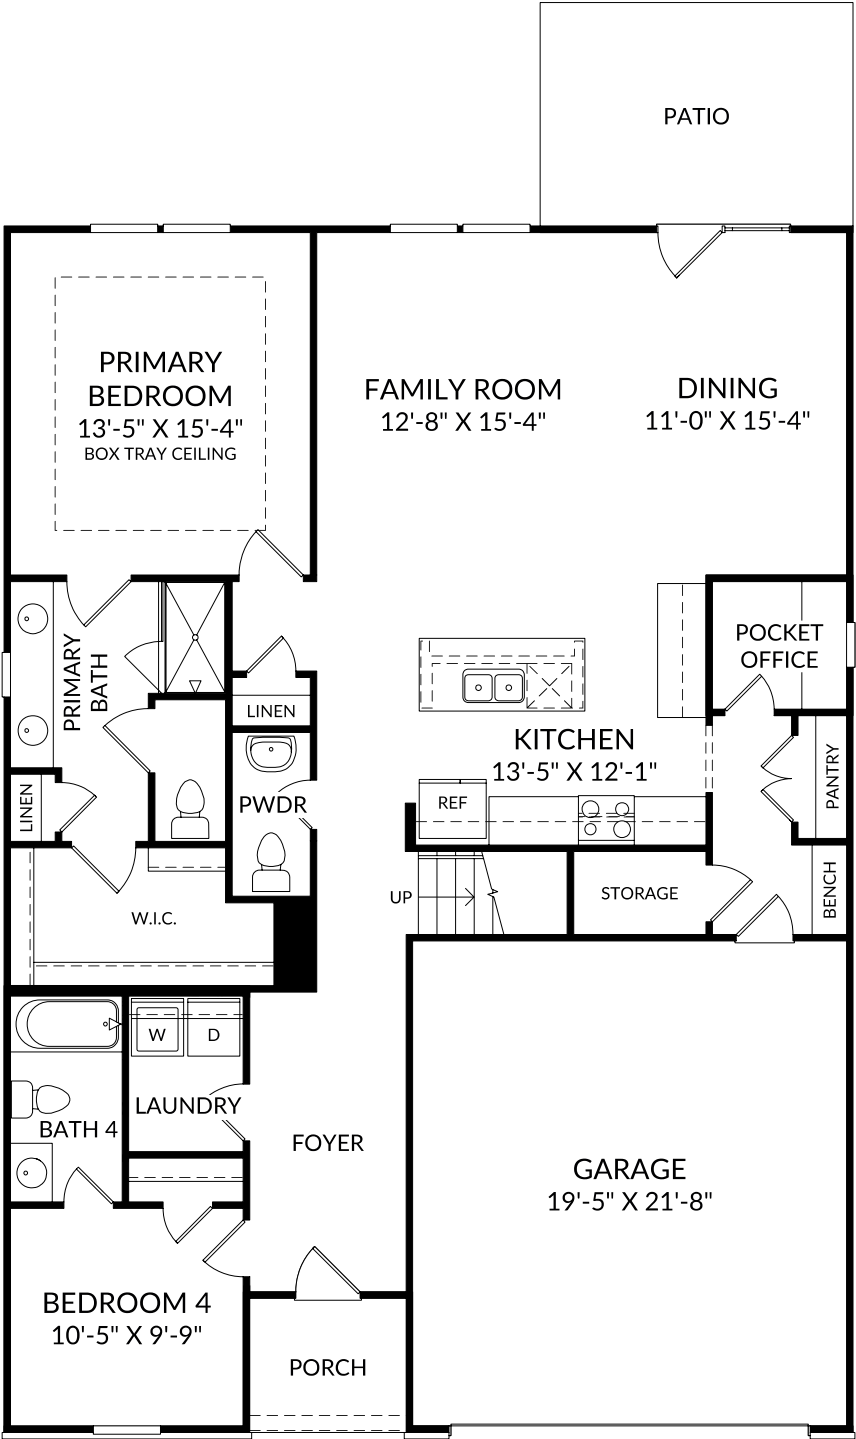 PATIO
PRIMARY
BEDROOM
13'-5" X 15'-4"
BOX TRAY CEILING
FAMILY ROOM
12'-8" X 15'-4"
DINING
11'-0" X 15'-4"
PRIMARY
BATH
LINEN
POCKET
OFFICE
KITCHEN
13'-5" X 12'-1"
PANTRY
LINEN
PWDR
REF
W.I.C.
UP
STORAGE
BENCH
W
D
LAUNDRY
BATH 4
FOYER
GARAGE
19'-5" X 21'-8"
BEDROOM 4
10'-5" X 9'-9"
PORCH